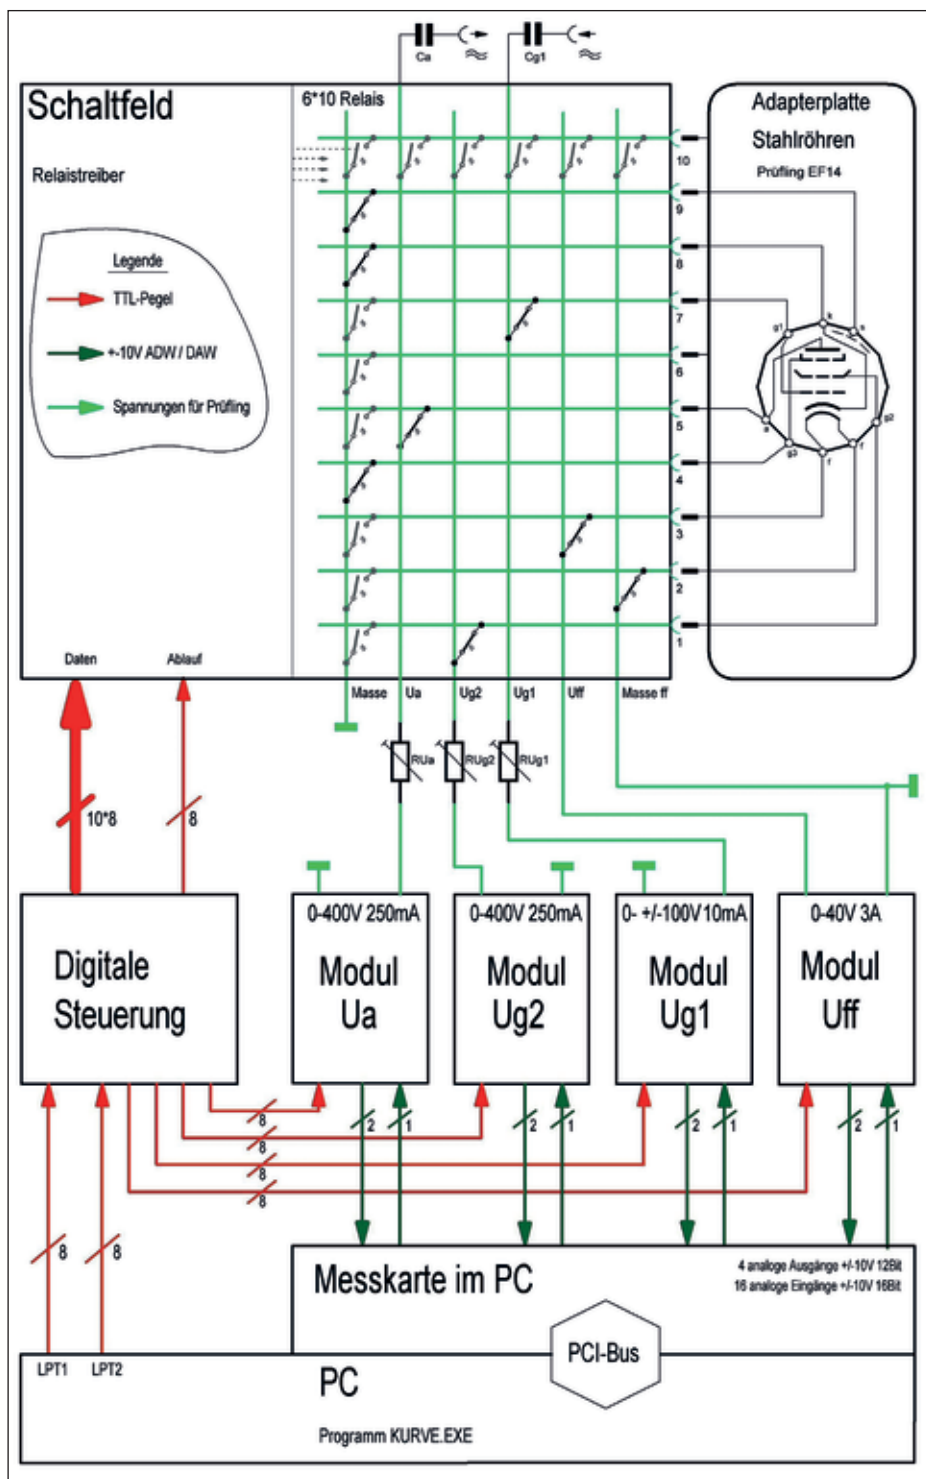 Ca
Cg1
Schaltfeld
6*10 Relais
Relaistreiber
Legende
TTL-Pegel
+-10V ADW / DAW
Spannungen für Prüfling
Adapterplatte
Stahlröhren
Prüfling EF14
10
9
8
7
6
5
4
3
2
1
g1
k
s
a
g3
f
f
g2
Daten
Ablauf
Masse
Ua
Ug2
Ug1
Uff
Masse ff
RUa
RUg2
RUg1
10*8
8
Digitale
Steuerung
0-400V 250mA
Modul
Ua
0-400V 250mA
Modul
Ug2
0- +/-100V 10mA
Modul
Ug1
0-40V 3A
Modul
Uff
8
8
8
8
2
1
2
1
2
1
2
1
8
8
Messkarte im PC
4 analoge Ausgänge +/-10V 12Bit
16 analoge Eingänge +/-10V 16Bit
PCI-Bus
LPT1
LPT2
PC
Programm KURVE.EXE